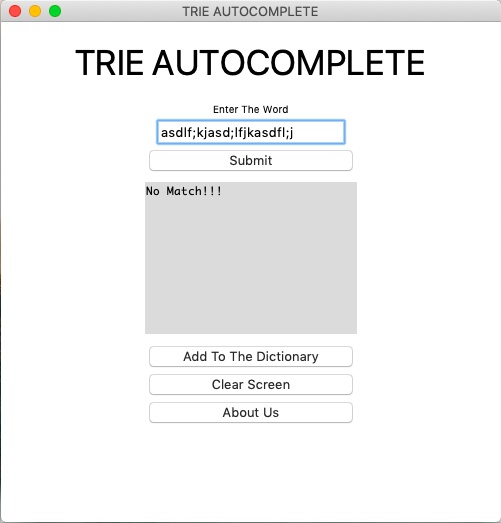 TRIE AUTOCOMPLETE
TRIE AUTOCOMPLETE
Enter The Word
asdlf;kjasd;lfjkasdfl;j
Submit
No Match!!!
Add To The Dictionary
Clear Screen
About Us